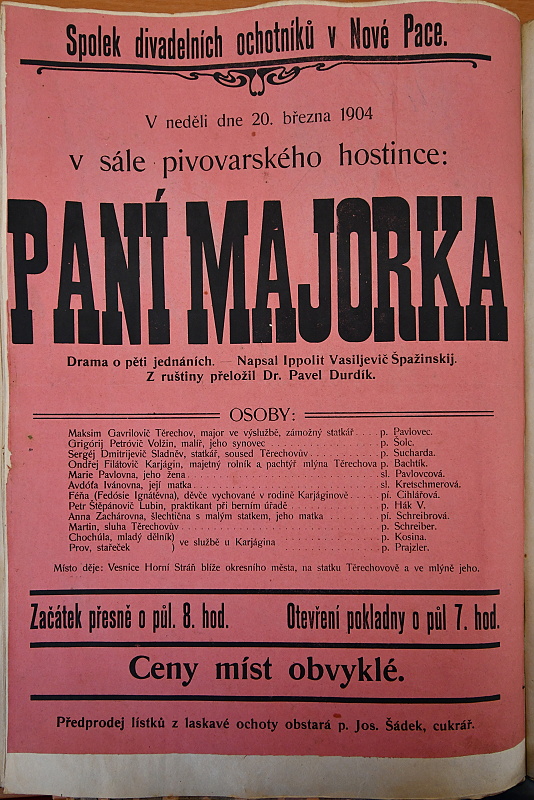 Spolek divadelních ochotníků v Nové Pace.
V neděli dne 20. března 1904
v sále pivovarského hostince:
PANÍ MAJORKA
Drama o pěti jednáních. — Napsal Ippolit Vasiljevič Špažinskij.
Z ruštiny přeložil Dr. Pavel Durdík.
OSOBY:
Maksim Gavrilovič Těrechov, major ve výslužbě, zámožný statkář .... p. Pavlovec.
Grigórij Petróvič Volžin, malíř, jeho synovec .... p. Šolc.
Sergéj Dmitrijevič Sladněv, statkář, soused Těrechovův .... p. Sucharda.
Ondřej Filátovič Karjágin, majetný rolník a pachtýř mlýna Těrechova p. Bachtík.
Marie Pavlovna, jeho žena .... sl. Pavlovcová.
Avdóťa Ivánovna, její matka .... sl. Kretschmerová.
Féňa (Fedósie Ignátěvna), děvče vychované v rodině Karjáginově .... pí. Cihlářová.
Petr Štěpánovič Lubin, praktikant při berním úřadě .... p. Hák V.
Anna Zachárovna, šlechtična s malým statkem, jeho matka .... pí. Schreibrová.
Martin, sluha Těrechovův .... p. Schreiber.
Chochúla, mladý dělník) ve službě u Karjágina .... p. Kosina.
Prov, stařeček ) .... p. Prajzler.
Místo děje: Vesnice Horní Stráň blíže okresního města, na statku Těrechovově a ve mlýně jeho.
Začátek přesně o půl. 8. hod. Otevření pokladny o půl 7. hod.
Ceny míst obvyklé.
Předprodej lístků z laskavé ochoty obstará p. Jos. Šádek, cukrář.